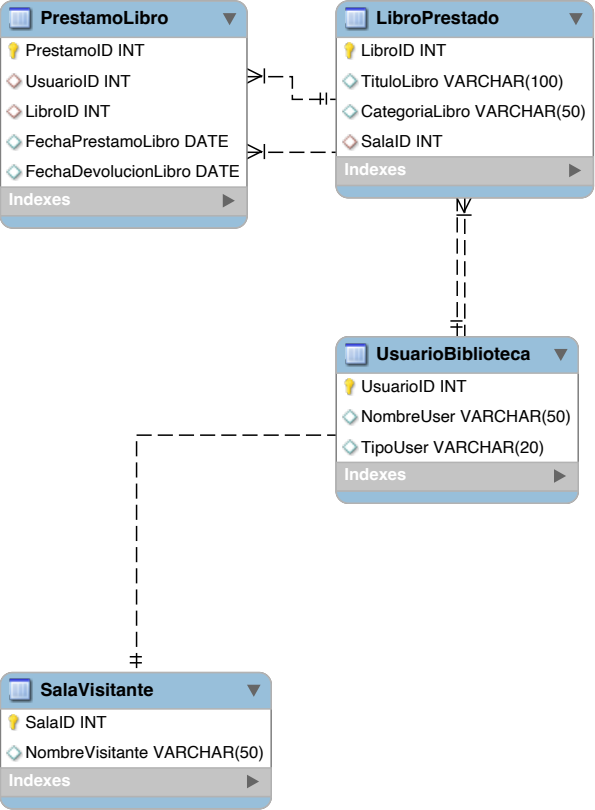 PrestamoLibro
PrestamoID INT
UsuarioID INT
LibroID INT
FechaPrestamoLibro DATE
FechaDevolucionLibro DATE
Indexes
LibroPrestado
LibroID INT
TituloLibro VARCHAR(100)
CategoriaLibro VARCHAR(50)
SalaID INT
Indexes
UsuarioBiblioteca
UsuarioID INT
NombreUser VARCHAR(50)
TipoUser VARCHAR(20)
Indexes
SalaVisitante
SalaID INT
NombreVisitante VARCHAR(50)
Indexes